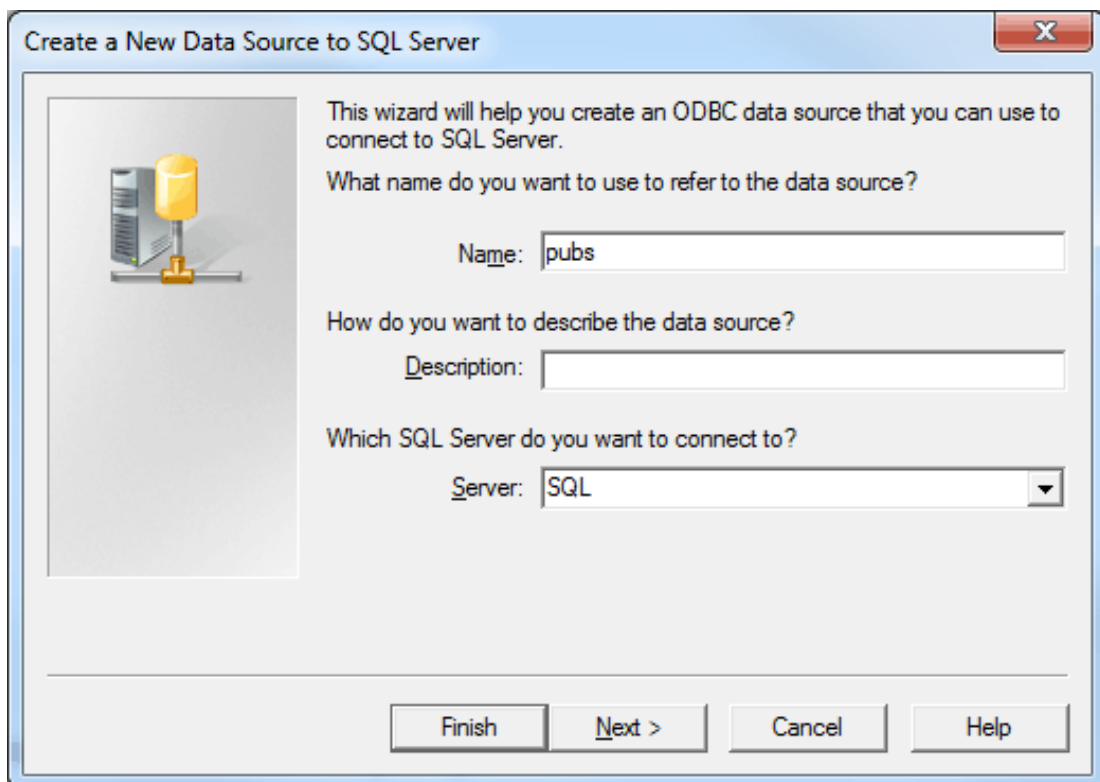 Create a New Data Source to SQL Server
This wizard will help you create an ODBC data source that you can use to
connect to SQL Server.
What name do you want to use to refer to the data source?
Name: pubs
How do you want to describe the data source?
Description:
Which SQL Server do you want to connect to?
Server: SQL
Finish Next > Cancel Help